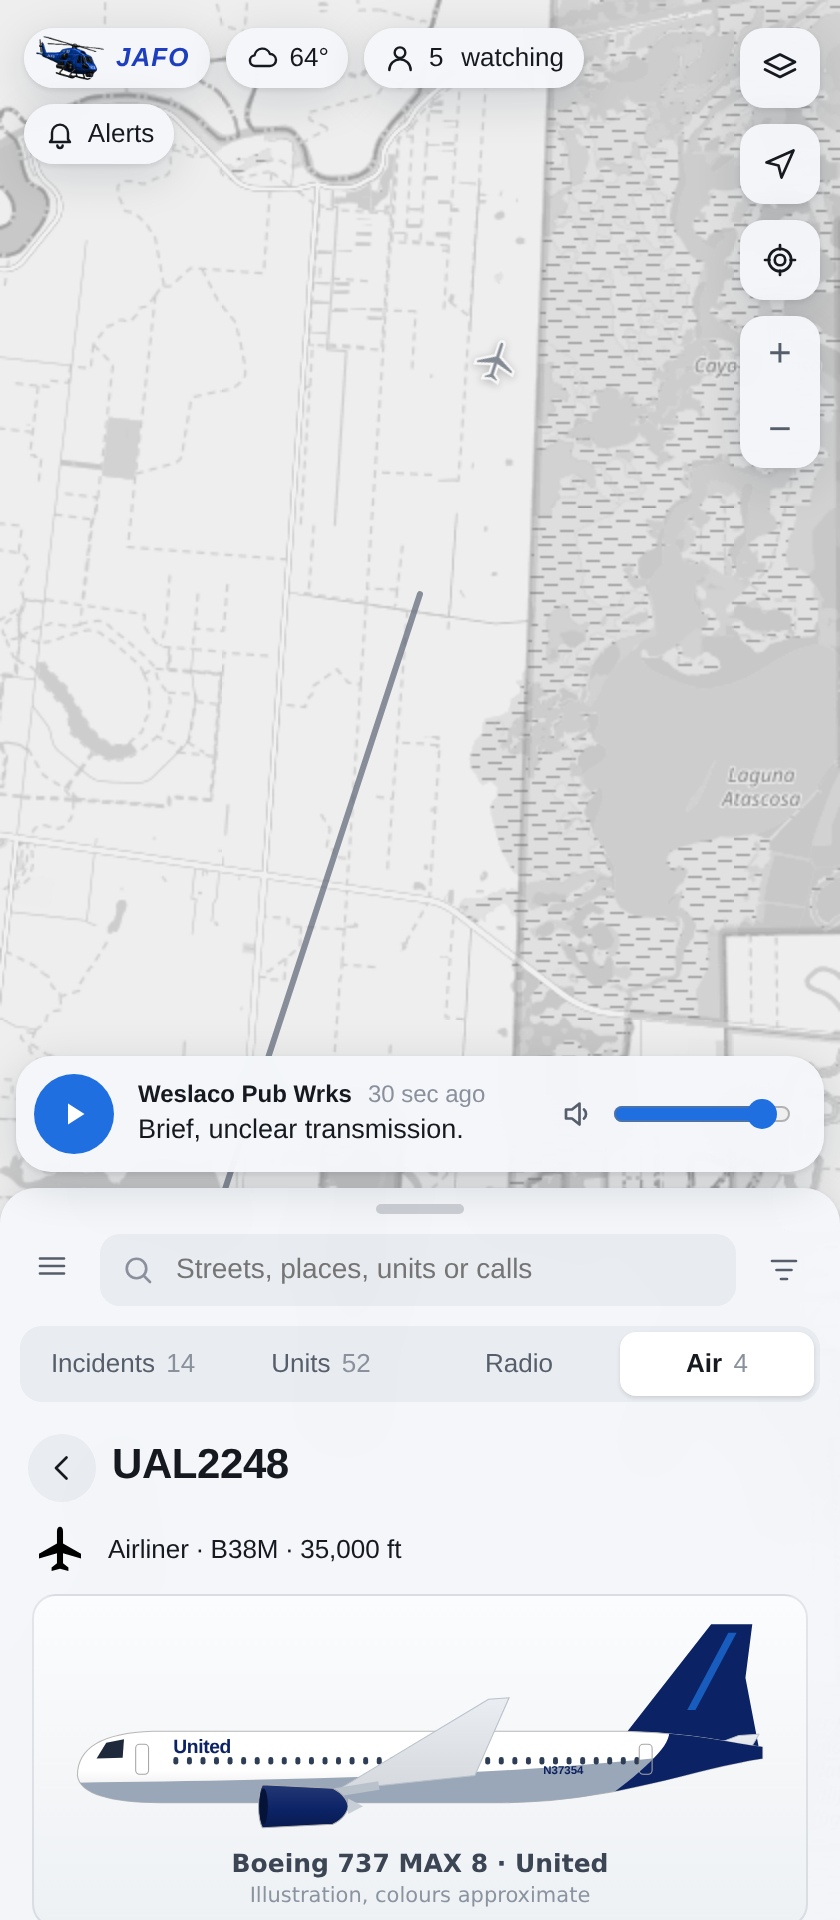 JAFO
64°
5 watching
Alerts
Laguna
Atascosa
Weslaco Pub Wrks 30 sec ago
Brief, unclear transmission.
Streets, places, units or calls
Incidents 14
Units 52
Radio
Air 4
UAL2248
Airliner · B38M · 35,000 ft
United
N37354
Boeing 737 MAX 8 · United
Illustration, colours approximate